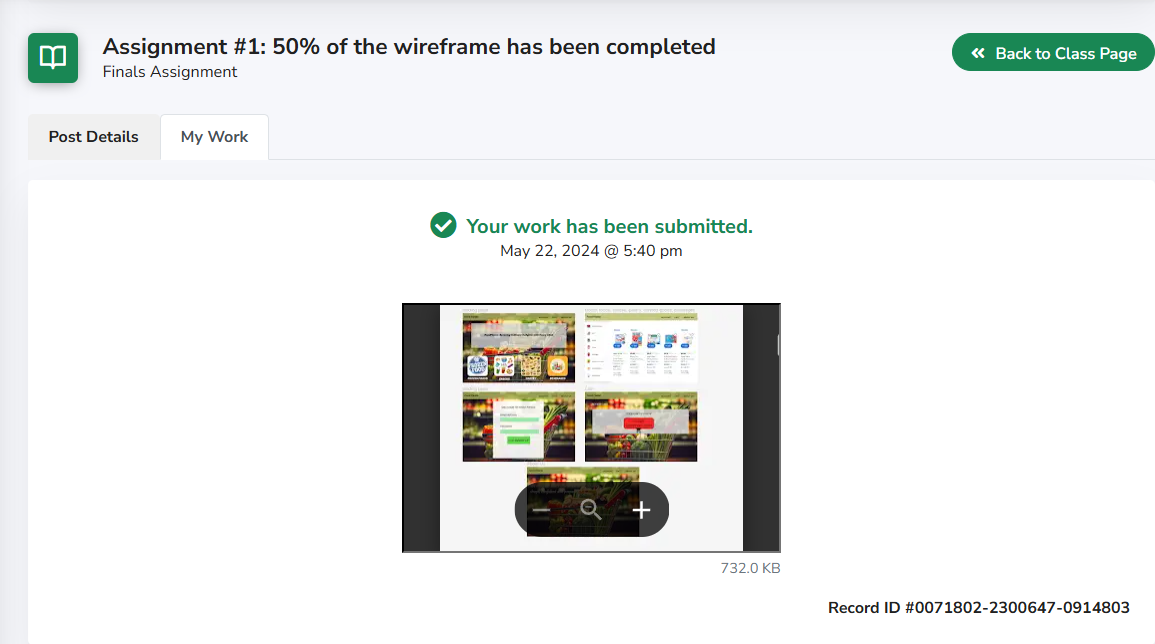 Assignment #1: 50% of the wireframe has been completed
Finals Assignment
Back to Class Page
Post Details
My Work
Your work has been submitted.
May 22, 2024 @ 5:40 pm
732.0 KB
Record ID #0071802-2300647-0914803